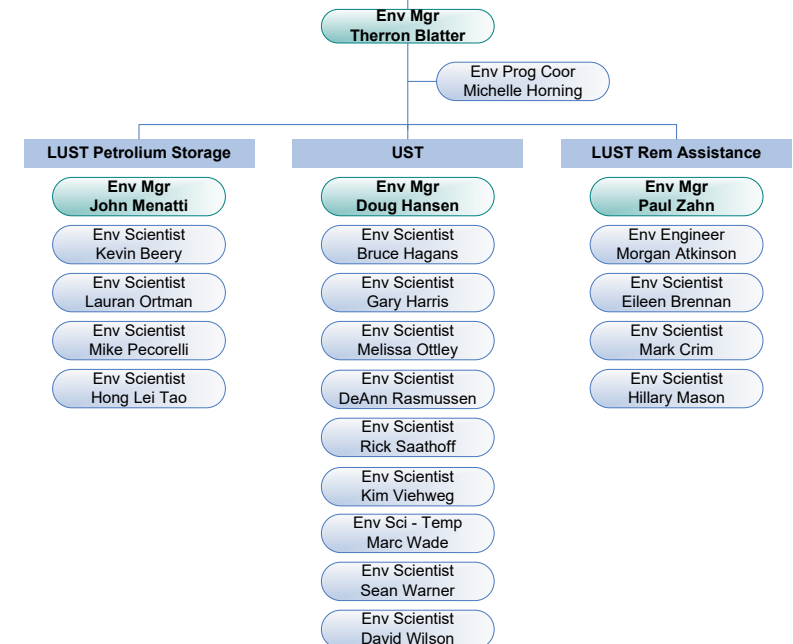 Env Mgr
Therron Blatter
Env Prog Coor
Michelle Horning
LUST Petrolium Storage
Env Mgr
John Menatti
Env Scientist
Kevin Beery
Env Scientist
Lauran Ortman
Env Scientist
Mike Pecorelli
Env Scientist
Hong Lei Tao
UST
Env Mgr
Doug Hansen
Env Scientist
Bruce Hagans
Env Scientist
Gary Harris
Env Scientist
Melissa Ottley
Env Scientist
DeAnn Rasmussen
Env Scientist
Rick Saathoff
Env Scientist
Kim Viehweg
Env Sci - Temp
Marc Wade
Env Scientist
Sean Warner
Env Scientist
David Wilson
LUST Rem Assistance
Env Mgr
Paul Zahn
Env Engineer
Morgan Atkinson
Env Scientist
Eileen Brennan
Env Scientist
Mark Crim
Env Scientist
Hillary Mason